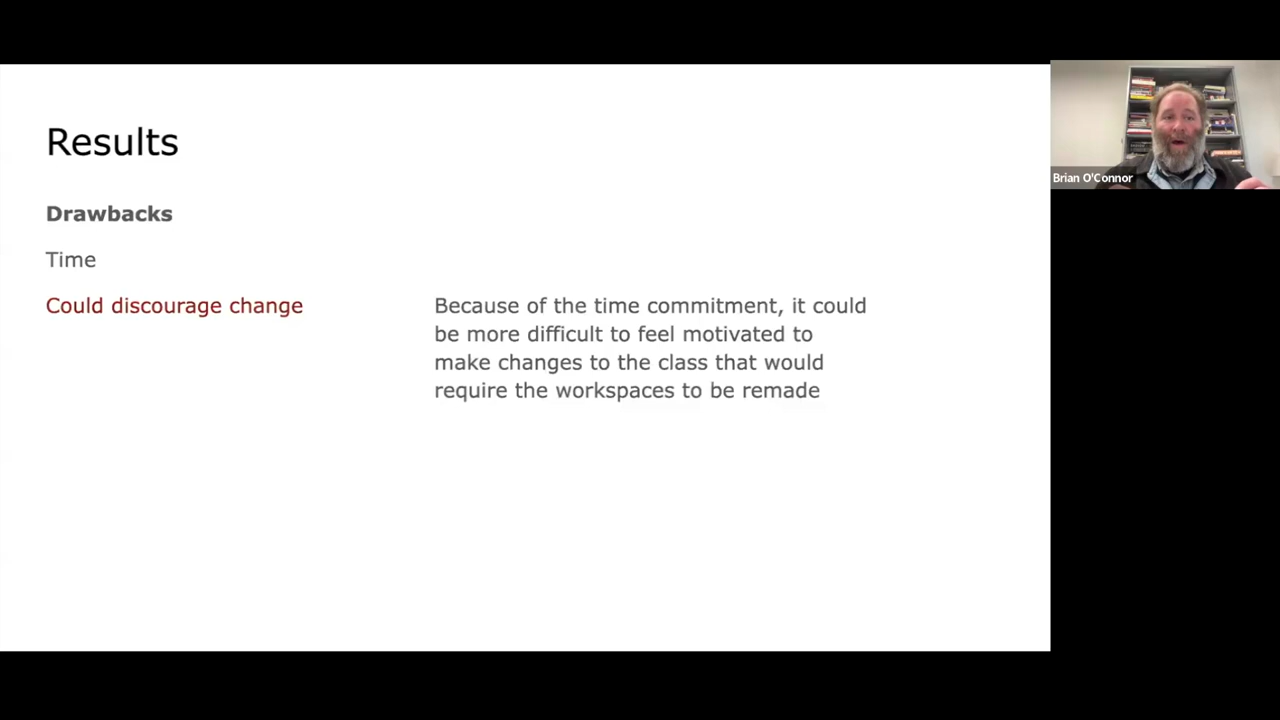 Results
Drawbacks
Time
Could discourage change
Because of the time commitment, it could
be more difficult to feel motivated to
make changes to the class that would
require the workspaces to be remade
Brian O'Connor